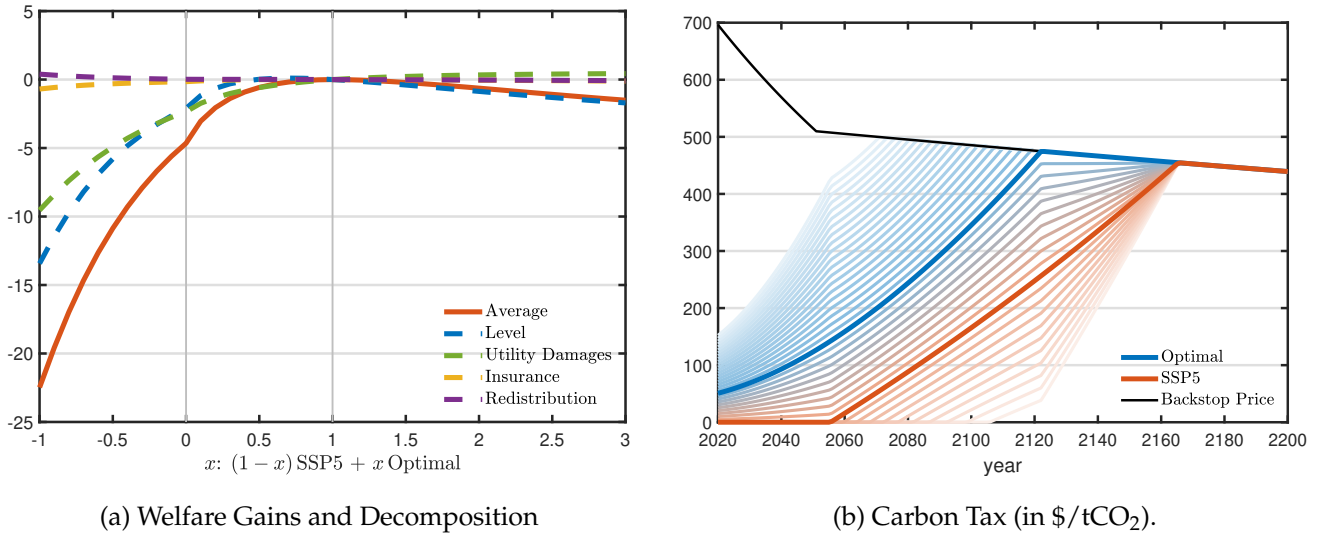 5
0
-5
-10
-15
-20
-25
-1
-0.5
0
0.5
1
1.5
2
2.5
3
Average
Level
Utility Damages
Insurance
Redistribution
x: (1 − x) SSP5 + x Optimal
(a) Welfare Gains and Decomposition
700
600
500
400
300
200
100
0
2020
2040
2060
2080
2100
2120
2140
2160
2180
2200
Optimal
SSP5
Backstop Price
year
(b) Carbon Tax (in $/tCO₂).